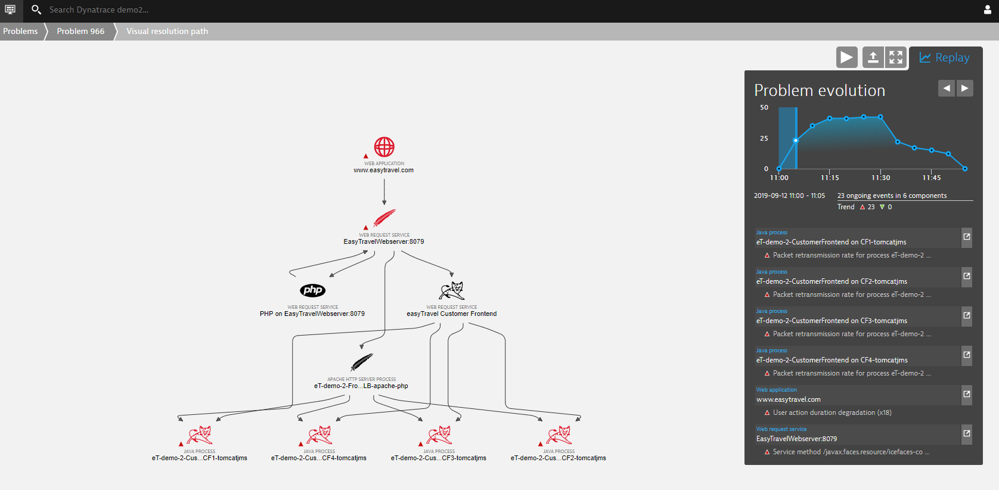 Search Dynatrace demo2...
Problems
Problem 966
Visual resolution path
Replay
Problem evolution
50
25
0
11:00
11:15
11:30
11:45
2019-09-12 11:00 - 11:05
23 ongoing events in 6 components
Trend 23 0
Java process
eT-demo-2-CustomerFrontend on CF1-tomcatjms
Packet retransmission rate for process eT-demo-2 ...
Java process
eT-demo-2-CustomerFrontend on CF2-tomcatjms
Packet retransmission rate for process eT-demo-2 ...
Java process
eT-demo-2-CustomerFrontend on CF3-tomcatjms
Packet retransmission rate for process eT-demo-2 ...
Java process
eT-demo-2-CustomerFrontend on CF4-tomcatjms
Packet retransmission rate for process eT-demo-2 ...
Web application
www.easytravel.com
User action duration degradation (x18)
Web request service
EasyTravelWebserver:8079
Service method /javax.faces.resource/icefaces-co ...
WEB APPLICATION
www.easytravel.com
WEB REQUEST SERVICE
EasyTravelWebserver:8079
php
WEB REQUEST SERVICE
PHP on EasyTravelWebserver:8079
WEB REQUEST SERVICE
easyTravel Customer Frontend
APACHE HTTP SERVER PROCESS
eT-demo-2-Fro...LB-apache-php
JAVA PROCESS
eT-demo-2-Cus...CF1-tomcatjms
JAVA PROCESS
eT-demo-2-Cus...CF4-tomcatjms
JAVA PROCESS
eT-demo-2-Cus...CF3-tomcatjms
JAVA PROCESS
eT-demo-2-Cus...CF2-tomcatjms